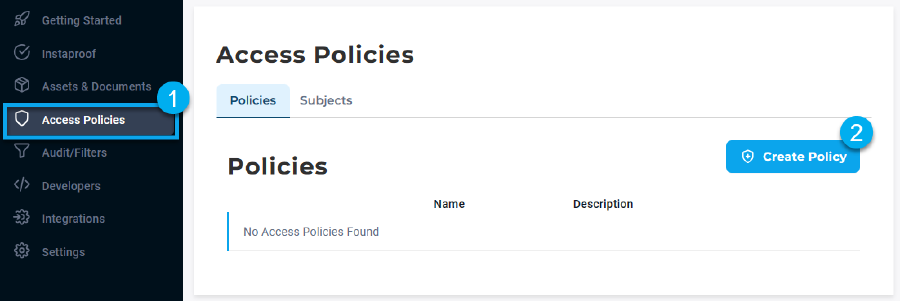 Getting Started
Instaproof
Assets & Documents
1
Access Policies
Audit/Filters
Developers
Integrations
Settings
Access Policies
Policies Subjects
2
Policies
Create Policy
Name Description
No Access Policies Found